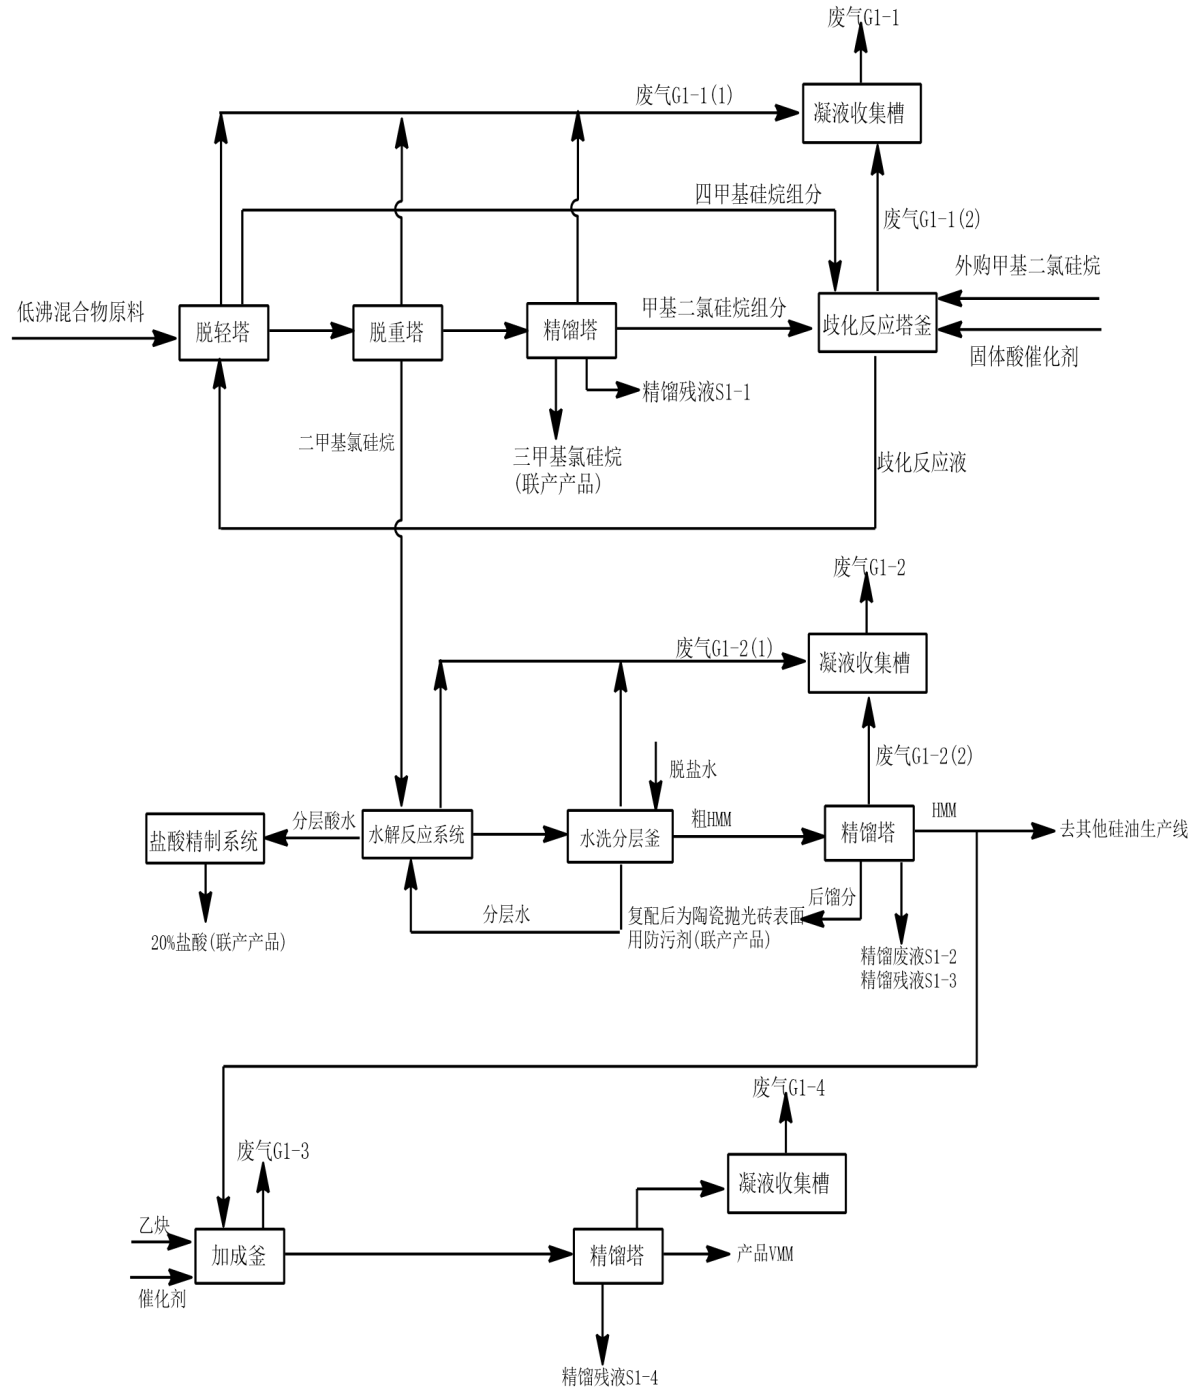 废气G1-1
废气G1-1(1)
凝液收集槽
四甲基硅烷组分
废气G1-1(2)
外购甲基二氯硅烷
低沸混合物原料
脱轻塔
脱重塔
精馏塔
甲基二氯硅烷组分
歧化反应塔釜
固体酸催化剂
精馏残液S1-1
二甲基氯硅烷
三甲基氯硅烷
(联产产品)
歧化反应液
废气G1-2
废气G1-2(1)
凝液收集槽
脱盐水
废气G1-2(2)
分层酸水
粗HMM
HMM
盐酸精制系统
水解反应系统
水洗分层釜
精馏塔
去其他硅油生产线
分层水
后馏分
复配后为陶瓷抛光砖表面
用防污剂(联产产品)
20%盐酸(联产产品)
精馏废液S1-2
精馏残液S1-3
废气G1-4
废气G1-3
凝液收集槽
乙炔
加成釜
精馏塔
产品VMM
催化剂
精馏残液S1-4